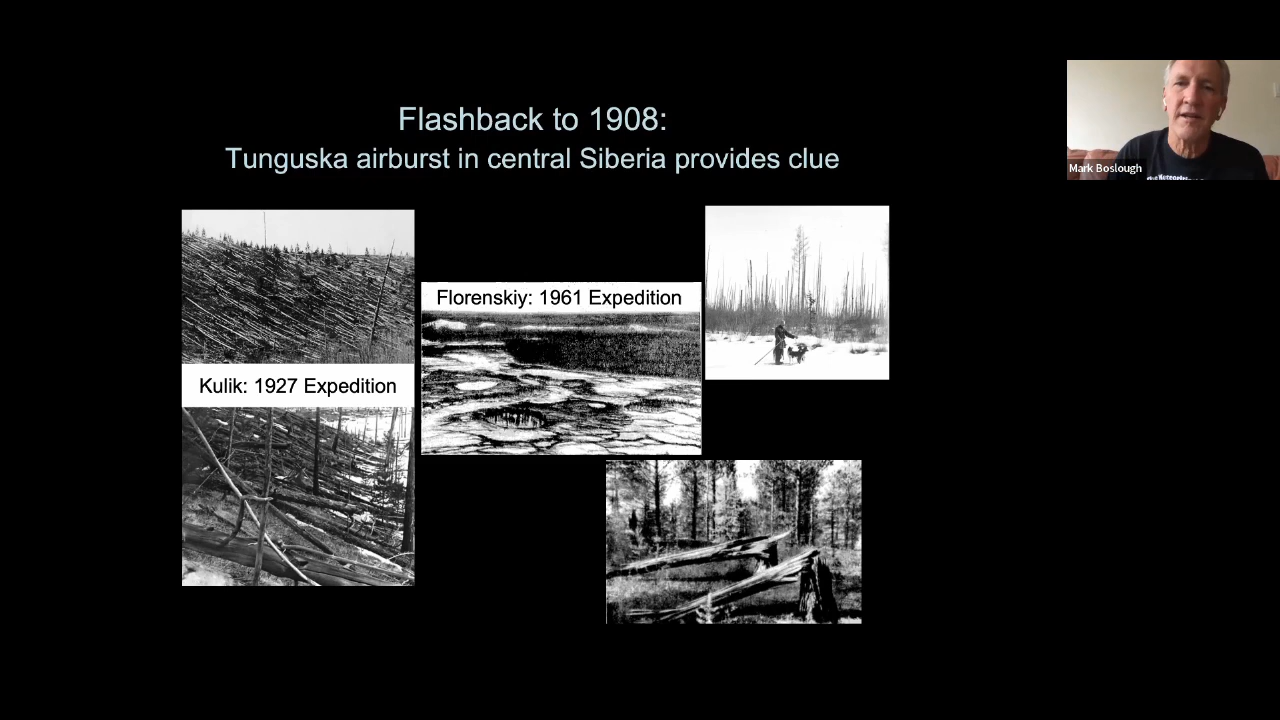 Flashback to 1908:
Tunguska airburst in central Siberia provides clue
Florenskiy: 1961 Expedition
Kulik: 1927 Expedition
Mark Boslough